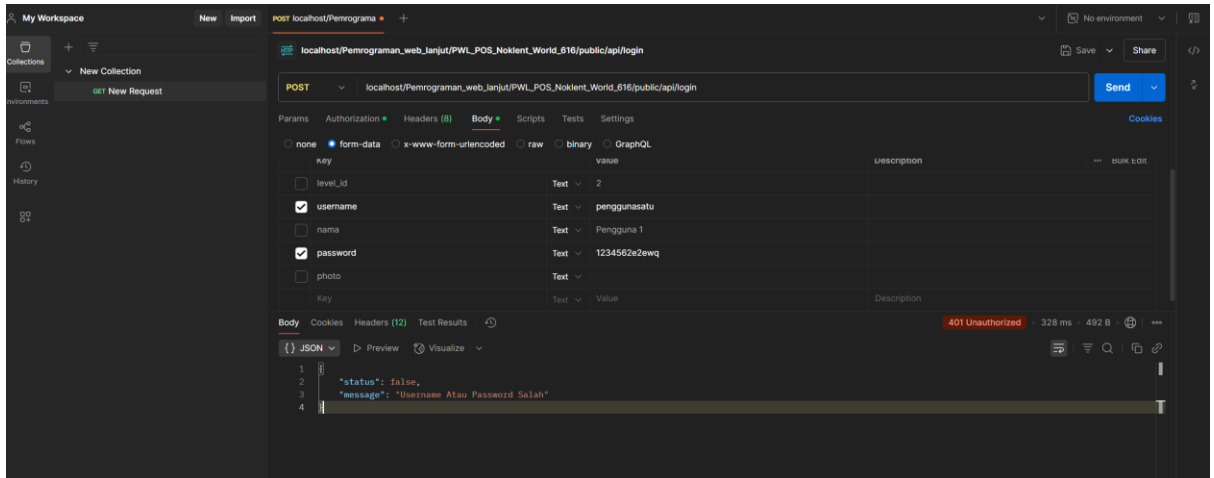 My Workspace New Import POST localhost/Pemrograma No environment
Collections
New Collection
GET New Request
Environments
Flows
History
HTTP localhost/Pemrograman_web_lanjut/PWL_POS_Noklent_World_616/public/api/login Save Share
POST localhost/Pemrograman_web_lanjut/PWL_POS_Noklent_World_616/public/api/login Send
Params Authorization Headers (8) Body Scripts Tests Settings Cookies
none form-data x-www-form-urlencoded raw binary GraphQL
Key Value Description Bulk Edit
level_id Text 2
username Text penggunasatu
nama Text Pengguna 1
password Text 1234562e2ewq
photo Text
Key Text Value Description
Body Cookies Headers (12) Test Results 401 Unauthorized 328 ms 492 B
{} JSON Preview Visualize
1 {
2 "status": false,
3 "message": "Username Atau Password Salah"
4 }